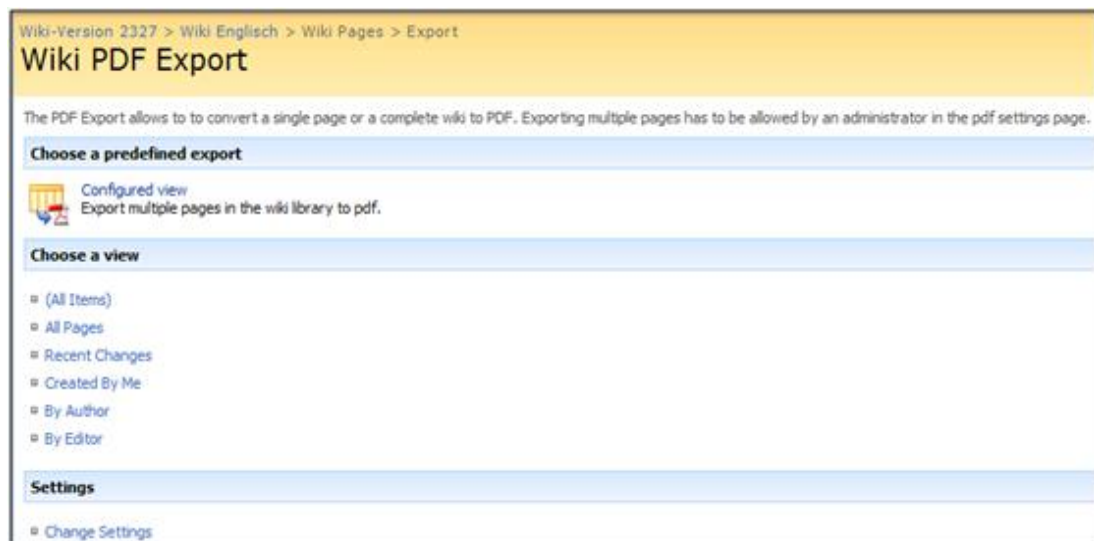 Wiki-Version 2327 > Wiki Englisch > Wiki Pages > Export
Wiki PDF Export
The PDF Export allows to to convert a single page or a complete wiki to PDF. Exporting multiple pages has to be allowed by an administrator in the pdf settings page.
Choose a predefined export
Configured view
Export multiple pages in the wiki library to pdf.
Choose a view
(All Items)
All Pages
Recent Changes
Created By Me
By Author
By Editor
Settings
Change Settings